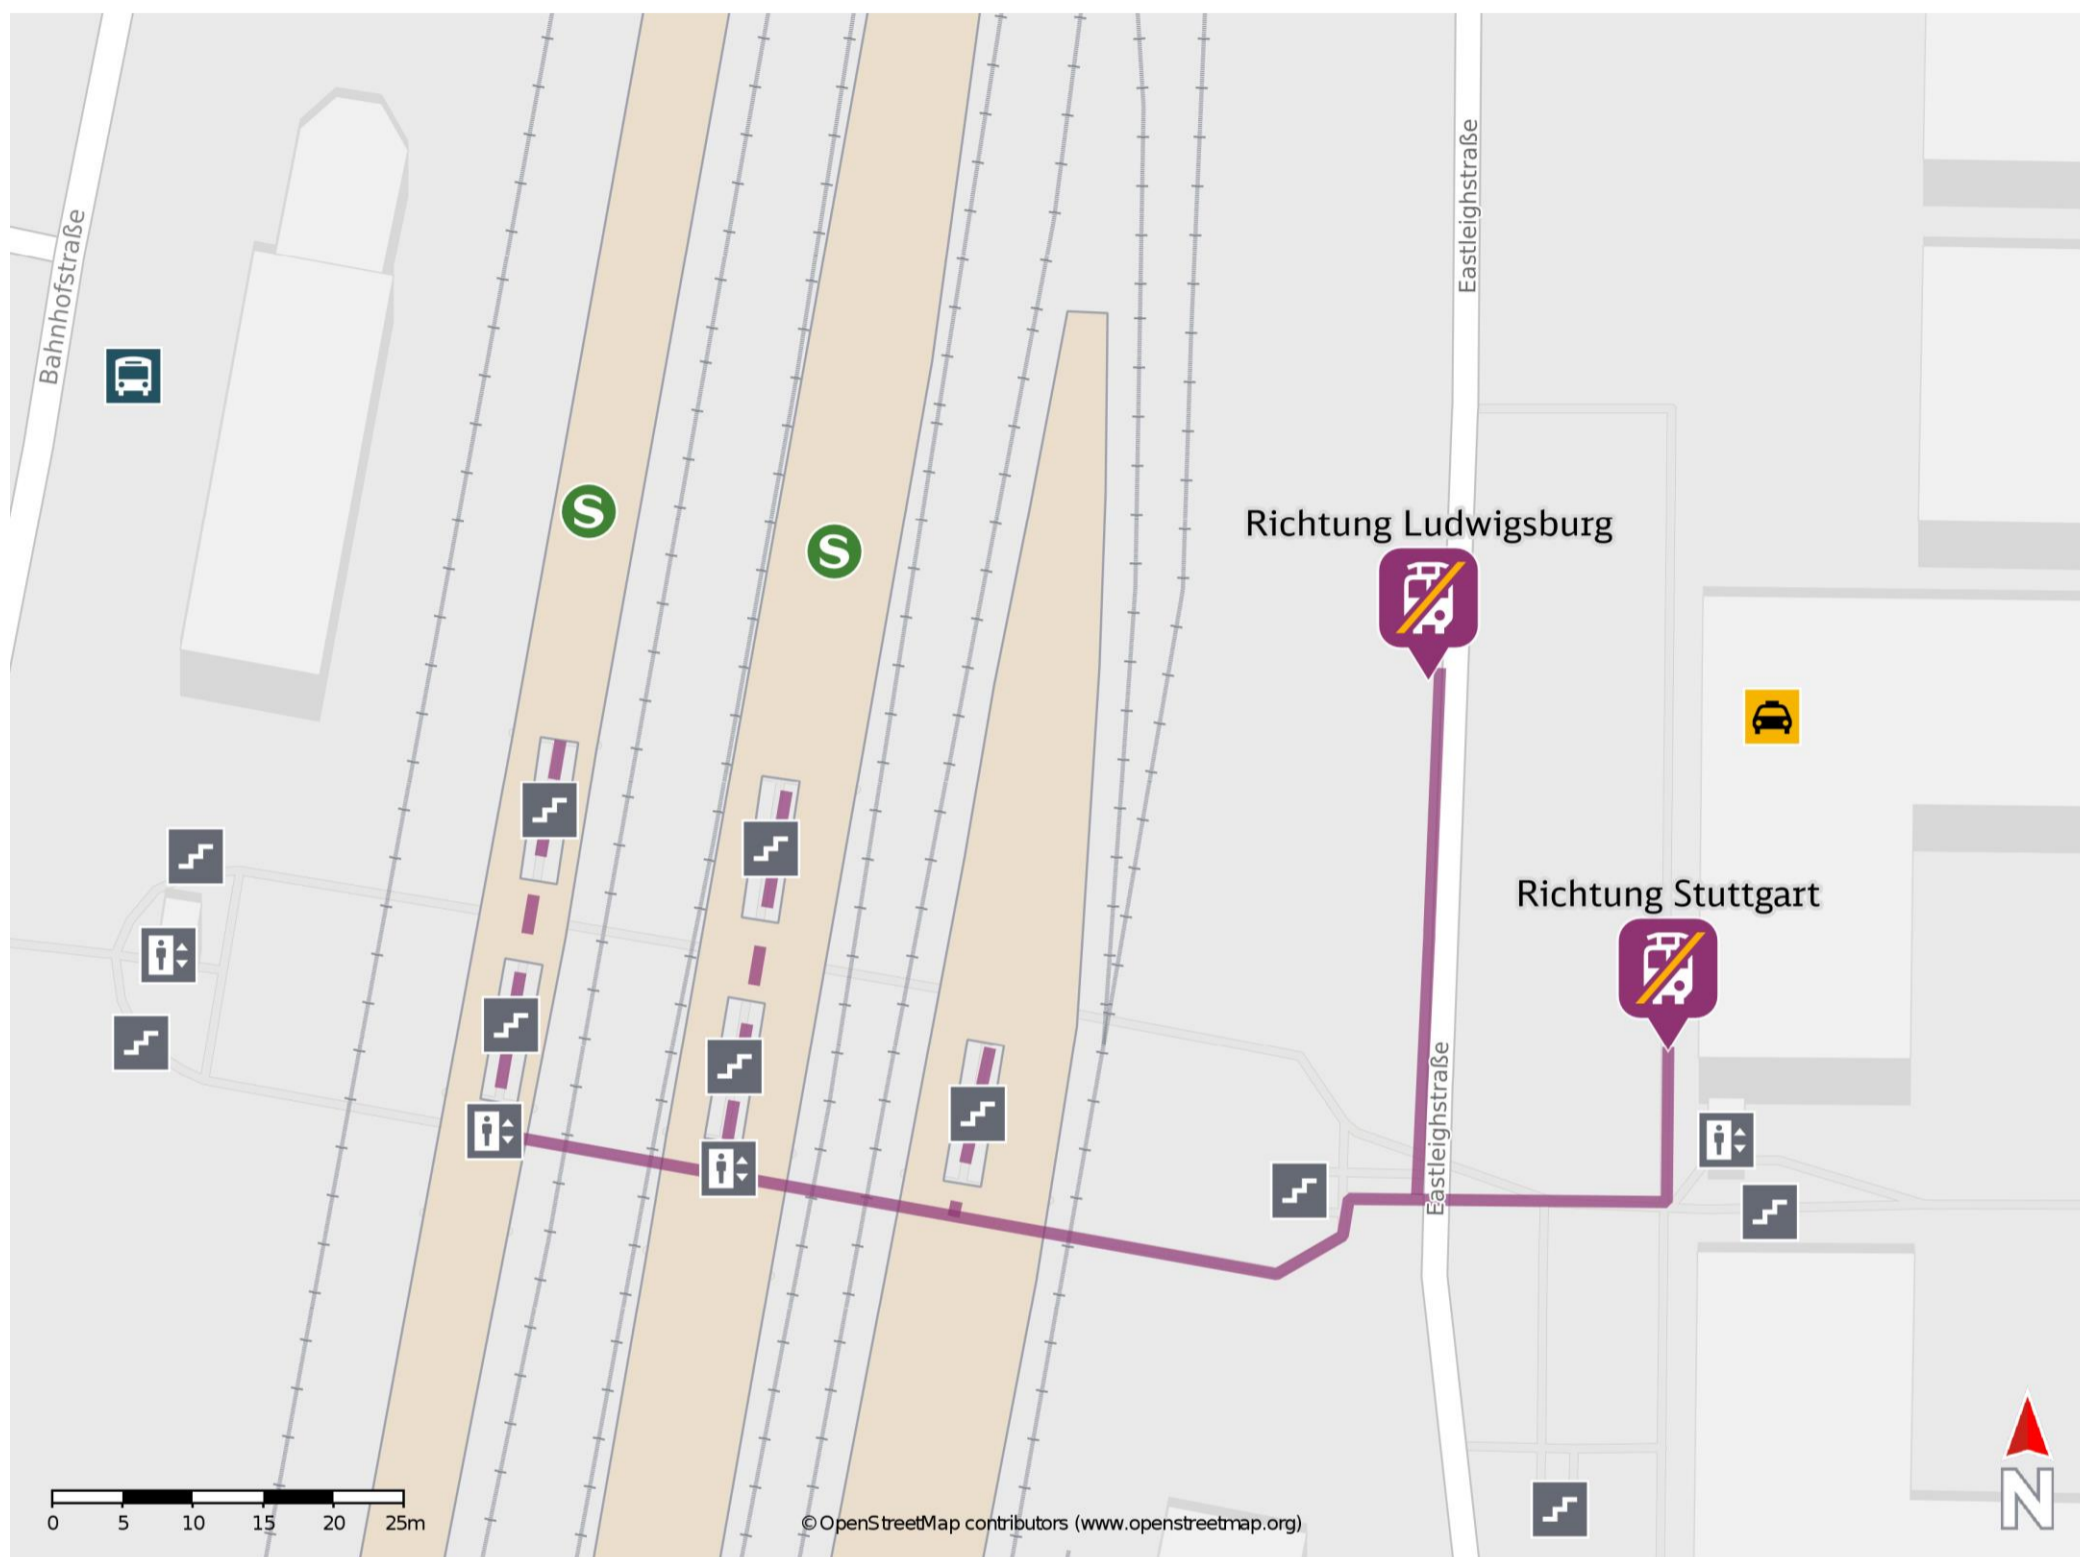 Eastleighstraße
Bahnhofstraße
S
S
Richtung Ludwigsburg
Richtung Stuttgart
Eastleighstraße
0 5 10 15 20 25m
©OpenStreetMap contributors (www.openstreetmap.org)
N